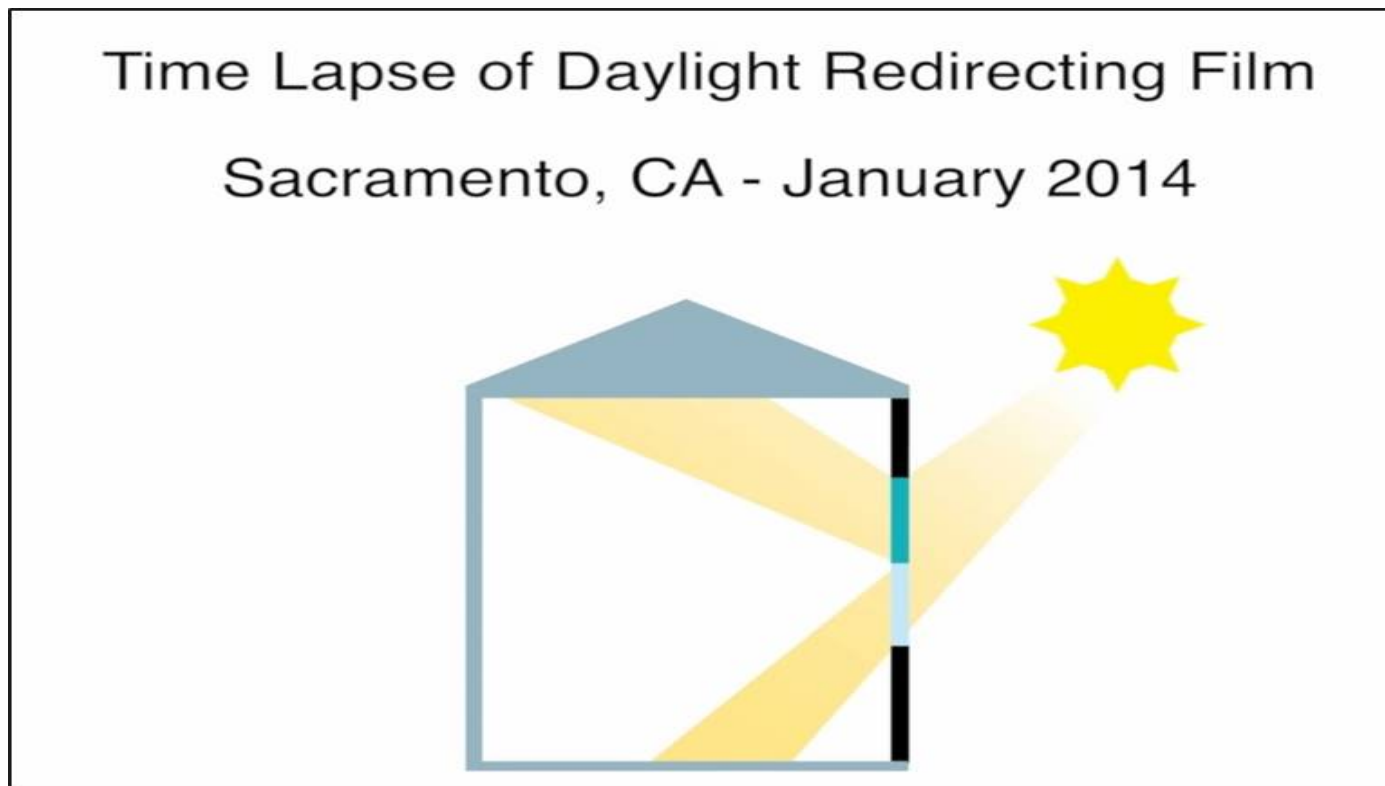 Time Lapse of Daylight Redirecting Film
Sacramento, CA - January 2014